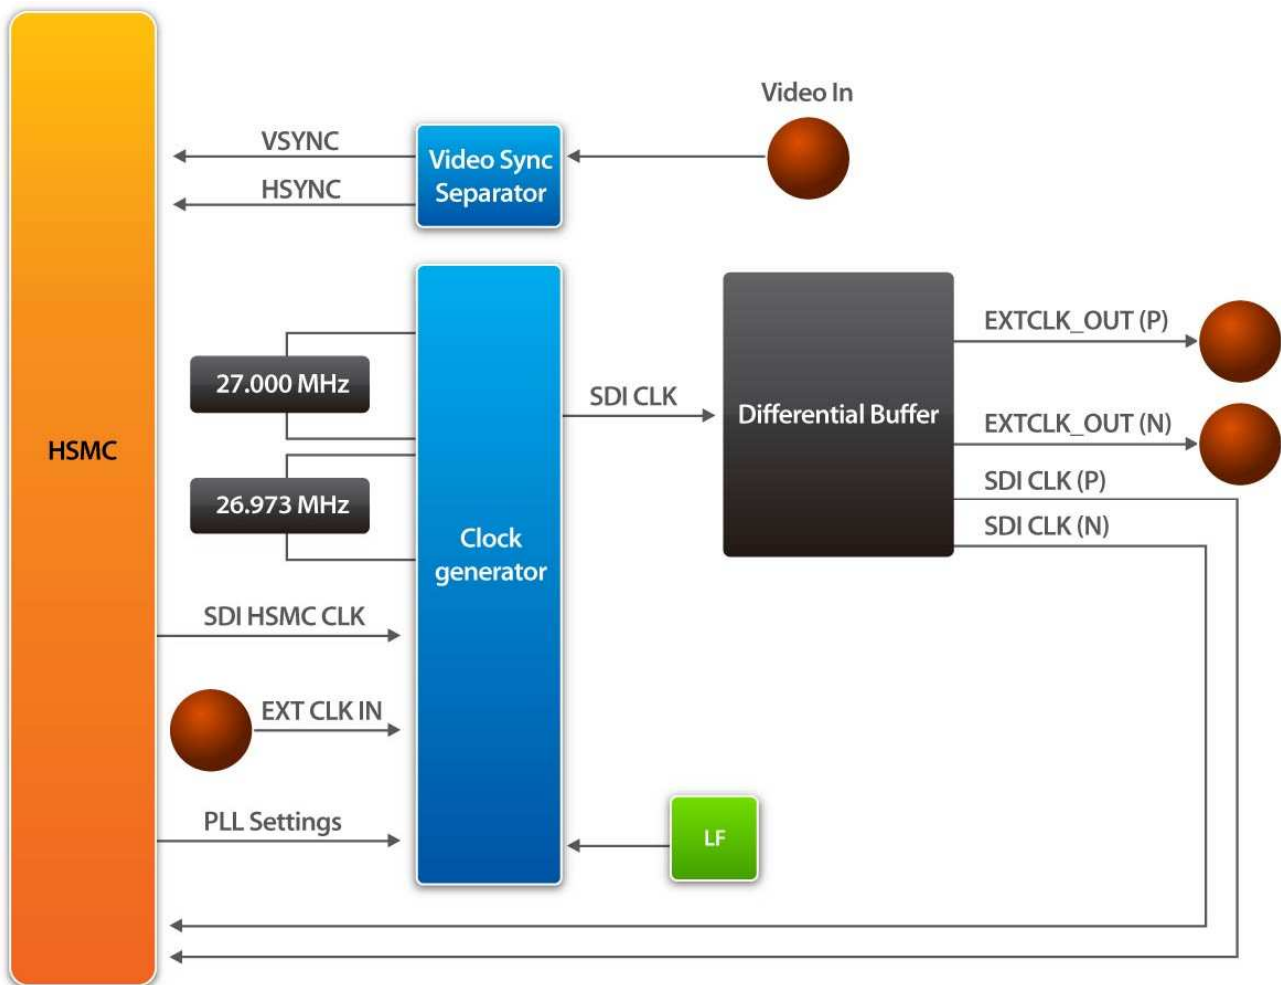 Video In
VSYNC
Video Sync
Separator
HSYNC
EXTCLK_OUT (P)
27.000 MHz
SDI CLK
Differential Buffer
EXTCLK_OUT (N)
HSMC
SDI CLK (P)
26.973 MHz
SDI CLK (N)
Clock
generator
SDI HSMC CLK
EXT CLK IN
PLL Settings
LF